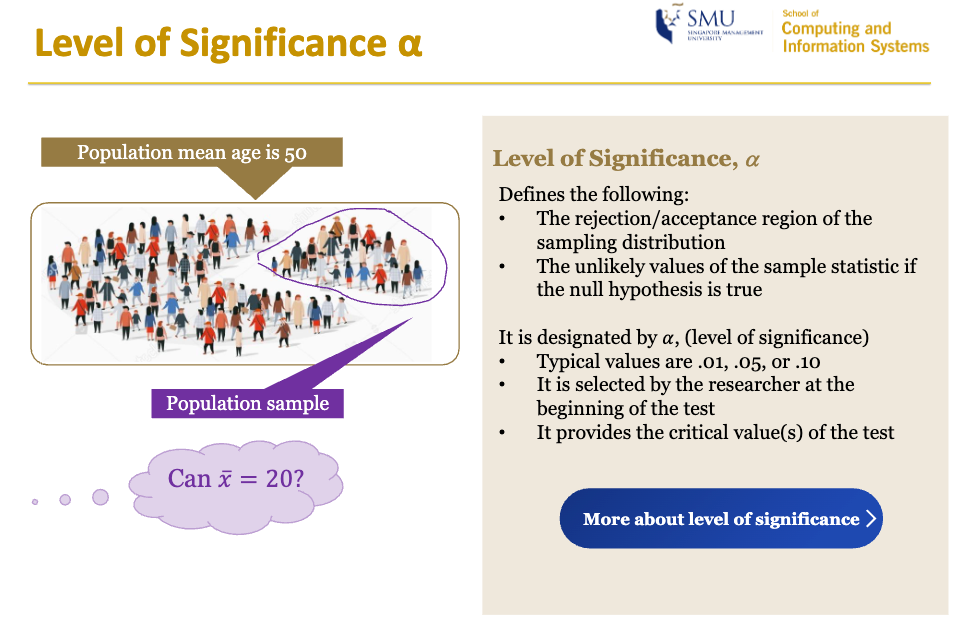 Level of Significance α
SMU
SINGAPORE MANAGEMENT
UNIVERSITY
School of
Computing and
Information Systems
Population mean age is 50
Population sample
Can x̄ = 20?
Level of Significance, α
Defines the following:
• The rejection/acceptance region of the
sampling distribution
• The unlikely values of the sample statistic if
the null hypothesis is true
It is designated by α, (level of significance)
• Typical values are .01, .05, or .10
• It is selected by the researcher at the
beginning of the test
• It provides the critical value(s) of the test
More about level of significance